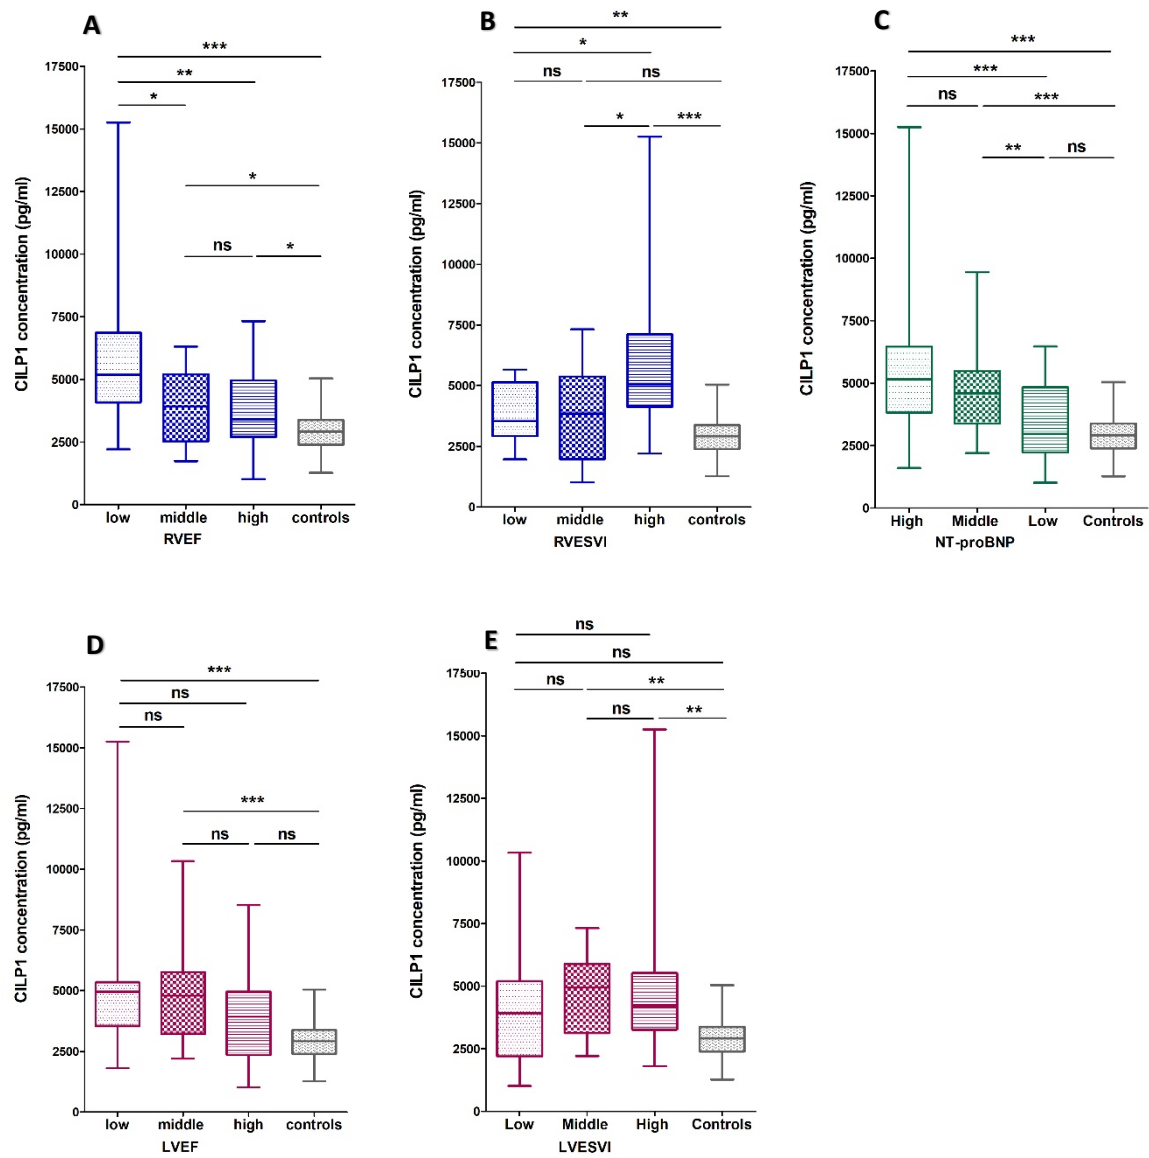 A
***
**
*
*
ns
*
CILP1 concentration (pg/ml)
17500
15000
12500
10000
7500
5000
2500
0
low middle high controls
RVEF
B
**
*
ns ns
* ***
CILP1 concentration (pg/ml)
17500
15000
12500
10000
7500
5000
2500
0
low middle high controls
RVESVI
C
***
***
ns ***
** ns
CILP1 concentration (pg/ml)
17500
15000
12500
10000
7500
5000
2500
0
High Middle Low Controls
NT-proBNP
D
***
ns
ns
***
ns ns
CILP1 concentration (pg/ml)
17500
15000
12500
10000
7500
5000
2500
0
low middle high controls
LVEF
E
ns
ns
ns **
ns **
CILP1 concentration (pg/ml)
17500
15000
12500
10000
7500
5000
2500
0
Low Middle High Controls
LVESVI